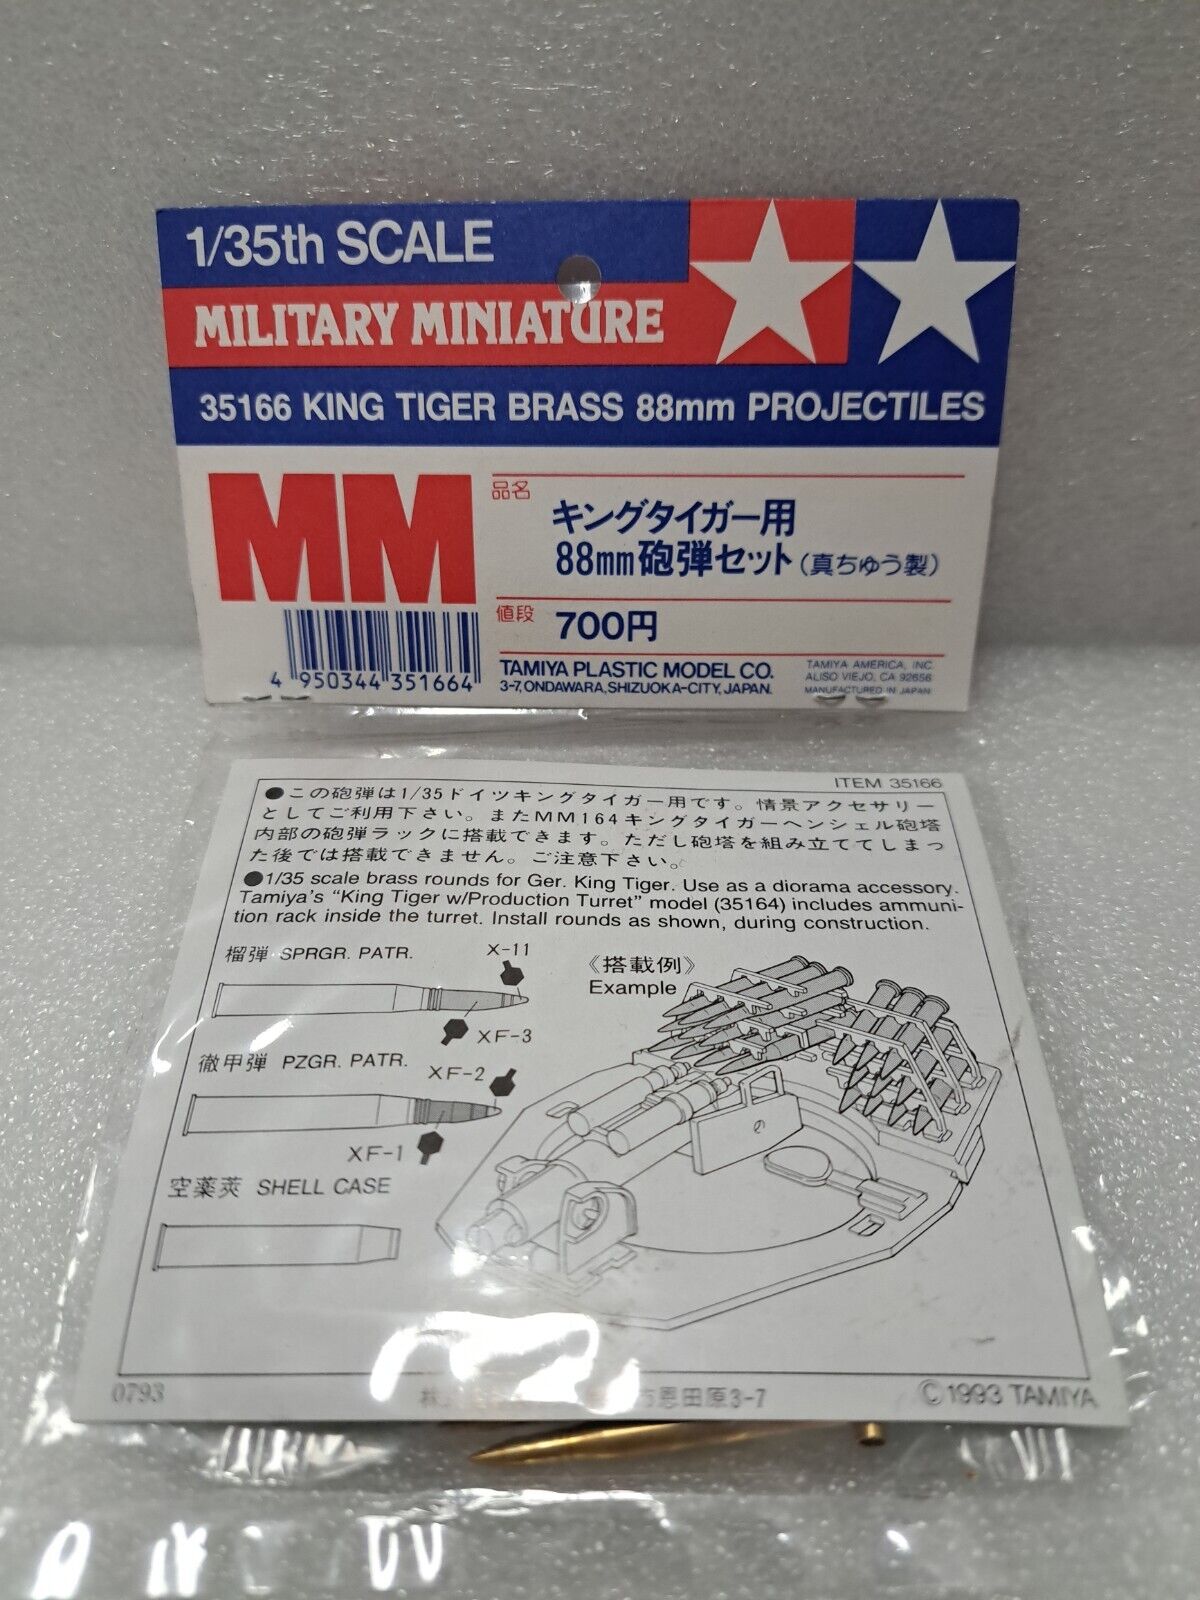 1/35th SCALE
MILITARY MINIATURE
35166 KING TIGER BRASS 88mm PROJECTILES
MM
品名
キングタイガー用
88mm砲弾セット(真ちゅう製)
値段 700円
4 950344 351664
TAMIYA PLASTIC MODEL CO.
3-7, ONDAWARA, SHIZUOKA-CITY, JAPAN.
TAMIYA AMERICA, INC.
ALISO VIEJO, CA 92656
MANUFACTURED IN JAPAN
ITEM 35166
●この砲弾は1/35ドイツキングタイガー用です。情景アクセサリー
としてご利用下さい。またMM164キングタイガーヘンシェル砲塔
内部の砲弾ラックに搭載できます。ただし砲塔を組み立ててしまっ
た後では搭載できません。ご注意下さい。
●1/35 scale brass rounds for Ger. King Tiger. Use as a diorama accessory.
Tamiya's "King Tiger w/Production Turret" model (35164) includes ammuni-
tion rack inside the turret. Install rounds as shown, during construction.
榴弾 SPRGR. PATR.
X-11
XF-3
《搭載例》
Example
徹甲弾 PZGR. PATR.
XF-2
XF-1
空薬莢 SHELL CASE
0793
恩田原3-7
©1993 TAMIYA